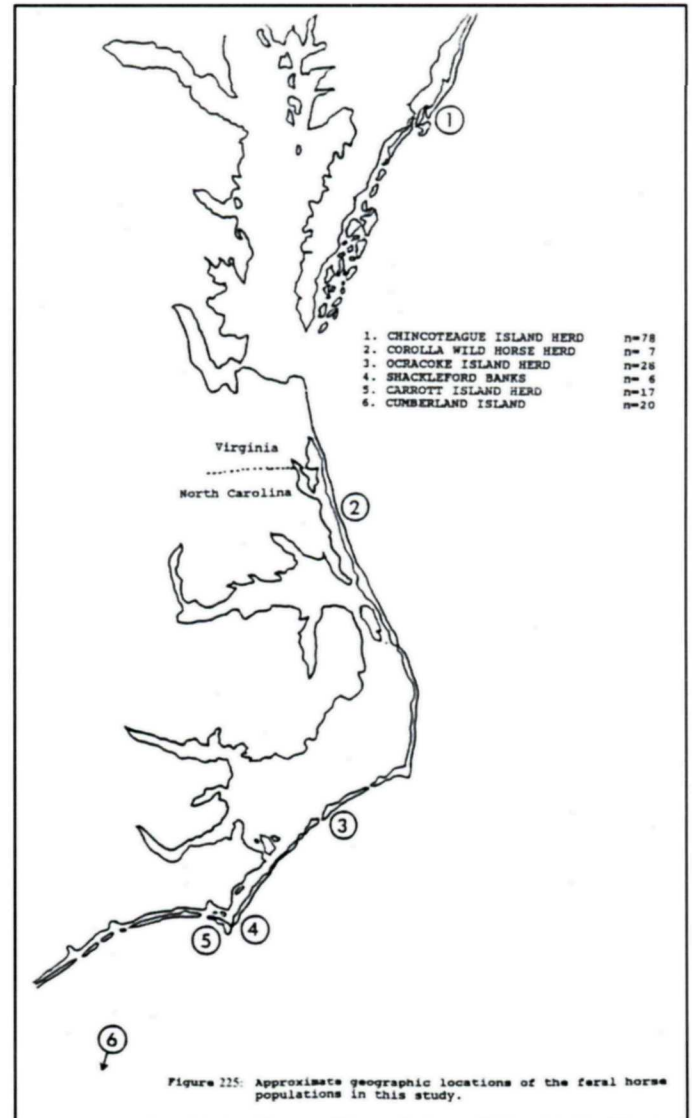 ①
1. CHINCOTEAGUE ISLAND HERD n=78
2. COROLLA WILD HORSE HERD n= 7
3. OCRACOKE ISLAND HERD n=26
4. SHACKLEFORD BANKS n= 6
5. CARROTT ISLAND HERD n=17
6. CUMBERLAND ISLAND n=20
Virginia
North Carolina
②
③
⑤ ④
⑥
Figure 225: Approximate geographic locations of the feral horse
populations in this study.